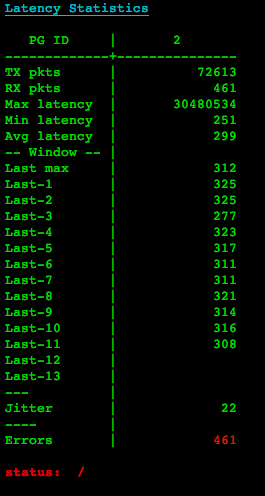 Latency Statistics
PG ID | 2
--------------+---------------
TX pkts | 72613
RX pkts | 461
Max latency | 30480534
Min latency | 251
Avg latency | 299
-- Window -- |
Last max | 312
Last-1 | 325
Last-2 | 325
Last-3 | 277
Last-4 | 323
Last-5 | 317
Last-6 | 311
Last-7 | 311
Last-8 | 321
Last-9 | 314
Last-10 | 316
Last-11 | 308
Last-12 |
Last-13 |
--- |
Jitter | 22
---- |
Errors | 461
status: /